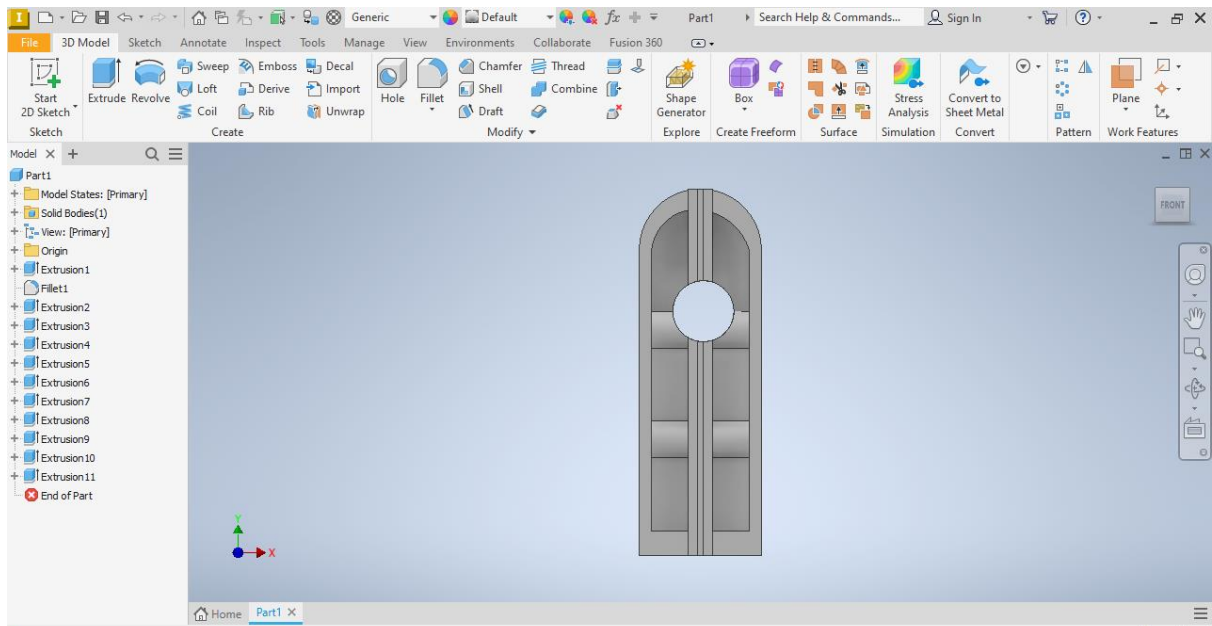 I Generic Default fx Part1 Search Help & Commands... Sign In
File 3D Model Sketch Annotate Inspect Tools Manage View Environments Collaborate Fusion 360
Start 2D Sketch
Extrude
Revolve
Sweep
Loft
Coil
Emboss
Derive
Rib
Decal
Import
Unwrap
Hole
Fillet
Chamfer
Shell
Draft
Thread
Combine
Shape Generator
Box
Stress Analysis
Convert to Sheet Metal
Plane
Sketch Create Modify Explore Create Freeform Surface Simulation Convert Pattern Work Features
Model
Part1
Model States: [Primary]
Solid Bodies(1)
View: [Primary]
Origin
Extrusion1
Fillet1
Extrusion2
Extrusion3
Extrusion4
Extrusion5
Extrusion6
Extrusion7
Extrusion8
Extrusion9
Extrusion10
Extrusion11
End of Part
FRONT
Y
X
Home Part1